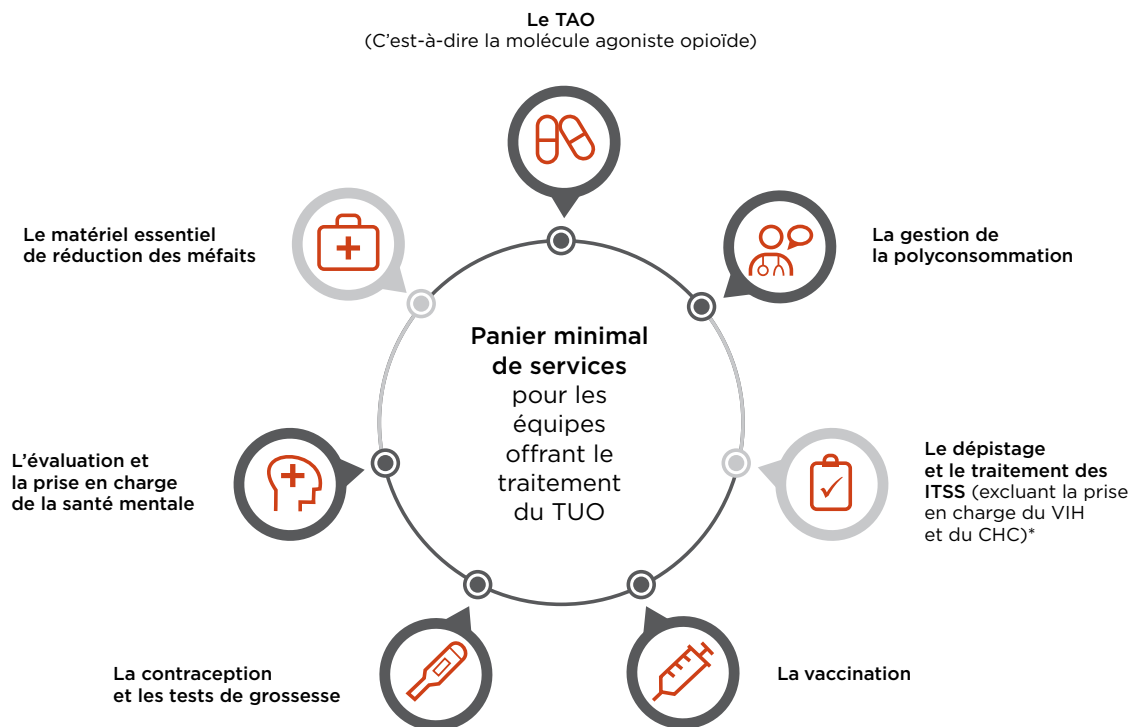 Le TAO
(C’est-à-dire la molécule agoniste opioïde)
Le matériel essentiel
de réduction des méfaits
La gestion de
la polyconsommation
Panier minimal
de services
pour les
équipes
offrant le
traitement
du TUO
L’évaluation et
la prise en charge
de la santé mentale
Le dépistage
et le traitement des
ITSS (excluant la prise
en charge du VIH
et du CHC)*
La contraception
et les tests de grossesse
La vaccination